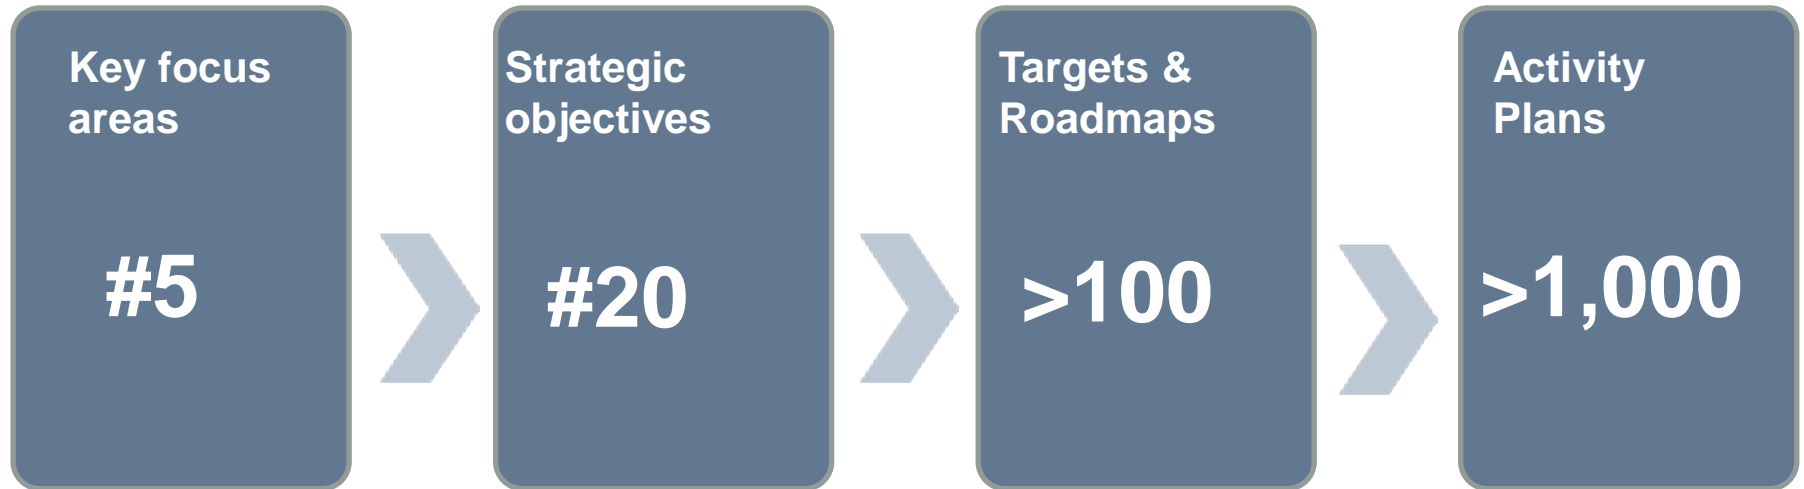 Key focus
areas
#5
Strategic
objectives
#20
Targets &
Roadmaps
>100
Activity
Plans
>1,000